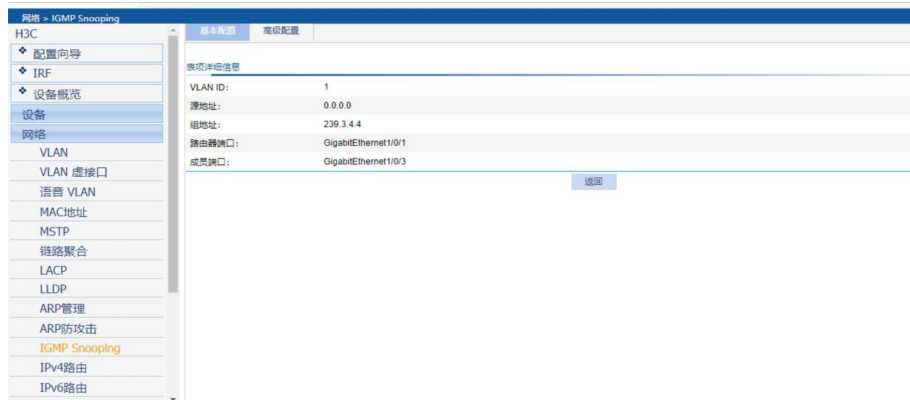 网络 > IGMP Snooping
H3C
配置向导
IRF
设备概览
设备
网络
VLAN
VLAN 虚接口
语音 VLAN
MAC地址
MSTP
链路聚合
LACP
LLDP
ARP管理
ARP防攻击
IGMP Snooping
IPv4路由
IPv6路由
基本配置 高级配置
表项详细信息
VLAN ID: 1
源地址: 0.0.0.0
组地址: 239.3.4.4
路由器端口: GigabitEthernet1/0/1
成员端口: GigabitEthernet1/0/3
返回